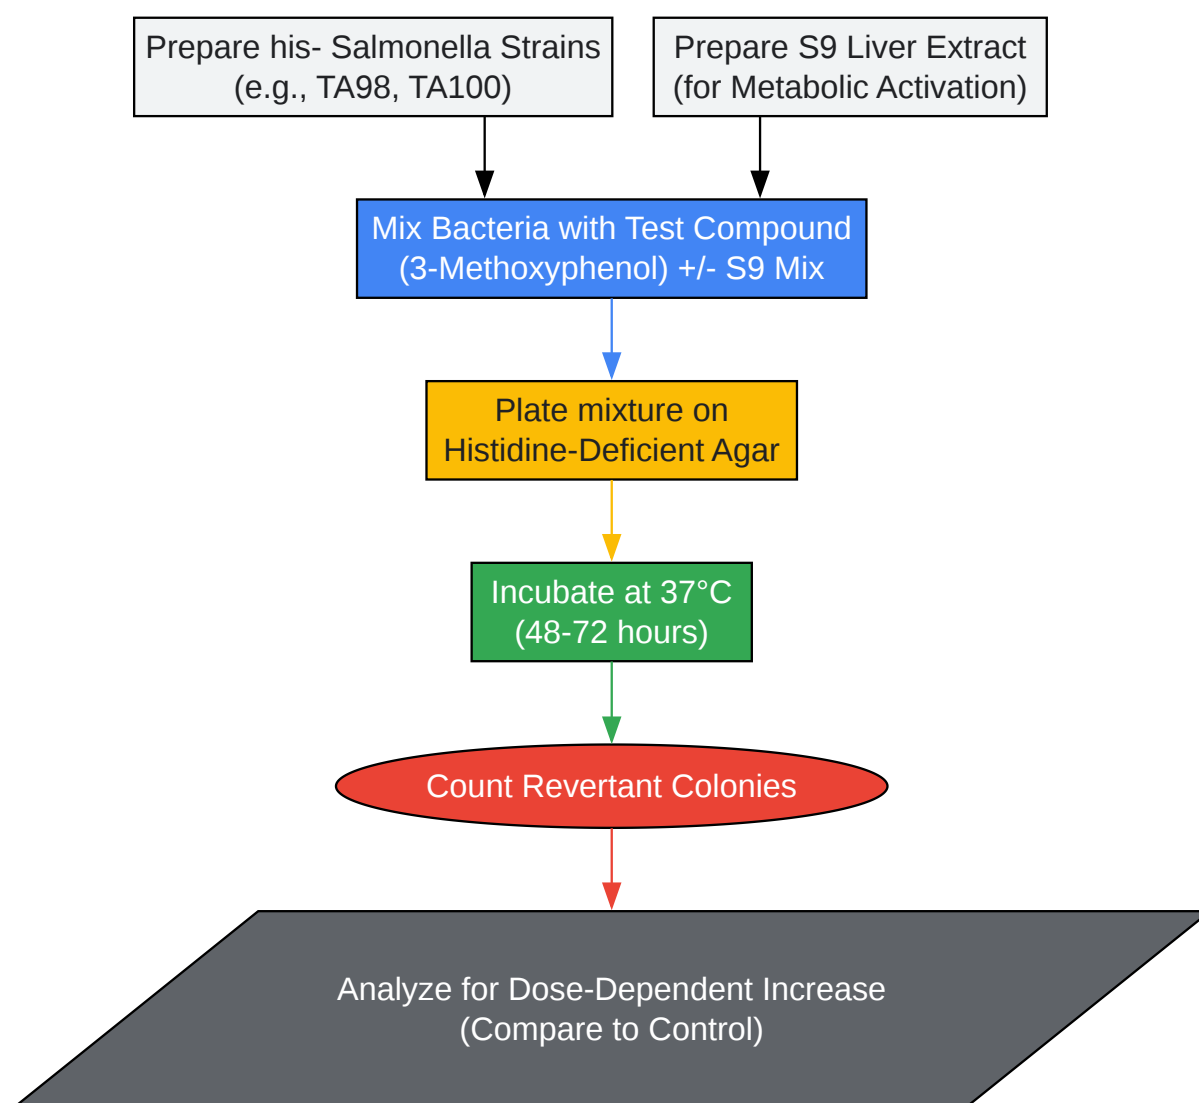 Prepare his- Salmonella Strains
(e.g., TA98, TA100)
Prepare S9 Liver Extract
(for Metabolic Activation)
Mix Bacteria with Test Compound
(3-Methoxyphenol) +/- S9 Mix
Plate mixture on
Histidine-Deficient Agar
Incubate at 37°C
(48-72 hours)
Count Revertant Colonies
Analyze for Dose-Dependent Increase
(Compare to Control)